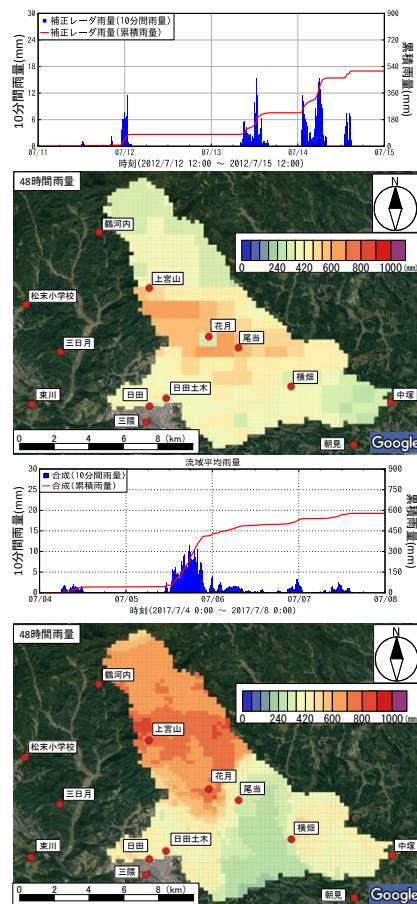 補正レーダ雨量(10分間雨量)
補正レーダ雨量(累積雨量)
10分間雨量(mm)
累積雨量(mm)
30
24
18
12
6
0
900
720
540
360
180
0
07/11 07/12 07/13 07/14 07/15
時刻(2012/7/12 12:00 ～ 2012/7/15 12:00)
48時間雨量
N
鶴河内
0 240 420 600 800 1000 (mm)
上宮山
松末小学校
花月
尾当
三日月
横畑
日田土木
日田
東川
中塚
三隈
朝見
0 2 4 6 8 (km)
Google
流域平均雨量
合成(10分間雨量)
合成(累積雨量)
10分間雨量(mm)
累積雨量(mm)
30
25
20
15
10
5
0
900
750
600
450
300
150
0
07/04 07/05 07/06 07/07 07/08
時刻(2017/7/4 0:00 ～ 2017/7/8 0:00)
48時間雨量
N
鶴河内
0 240 420 600 800 1000 (mm)
上宮山
松末小学校
花月
尾当
三日月
横畑
日田土木
日田
東川
中塚
三隈
朝見
0 2 4 6 8 (km)
Google